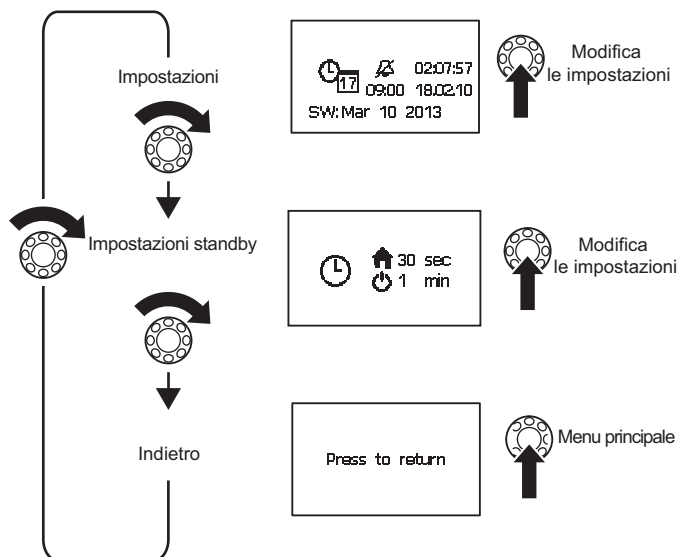 Impostazioni
02:07:57
17
09:00 18.02.10
SW:Mar 10 2013
Modifica
le impostazioni
Impostazioni standby
30 sec
1 min
Modifica
le impostazioni
Indietro
Press to return
Menu principale